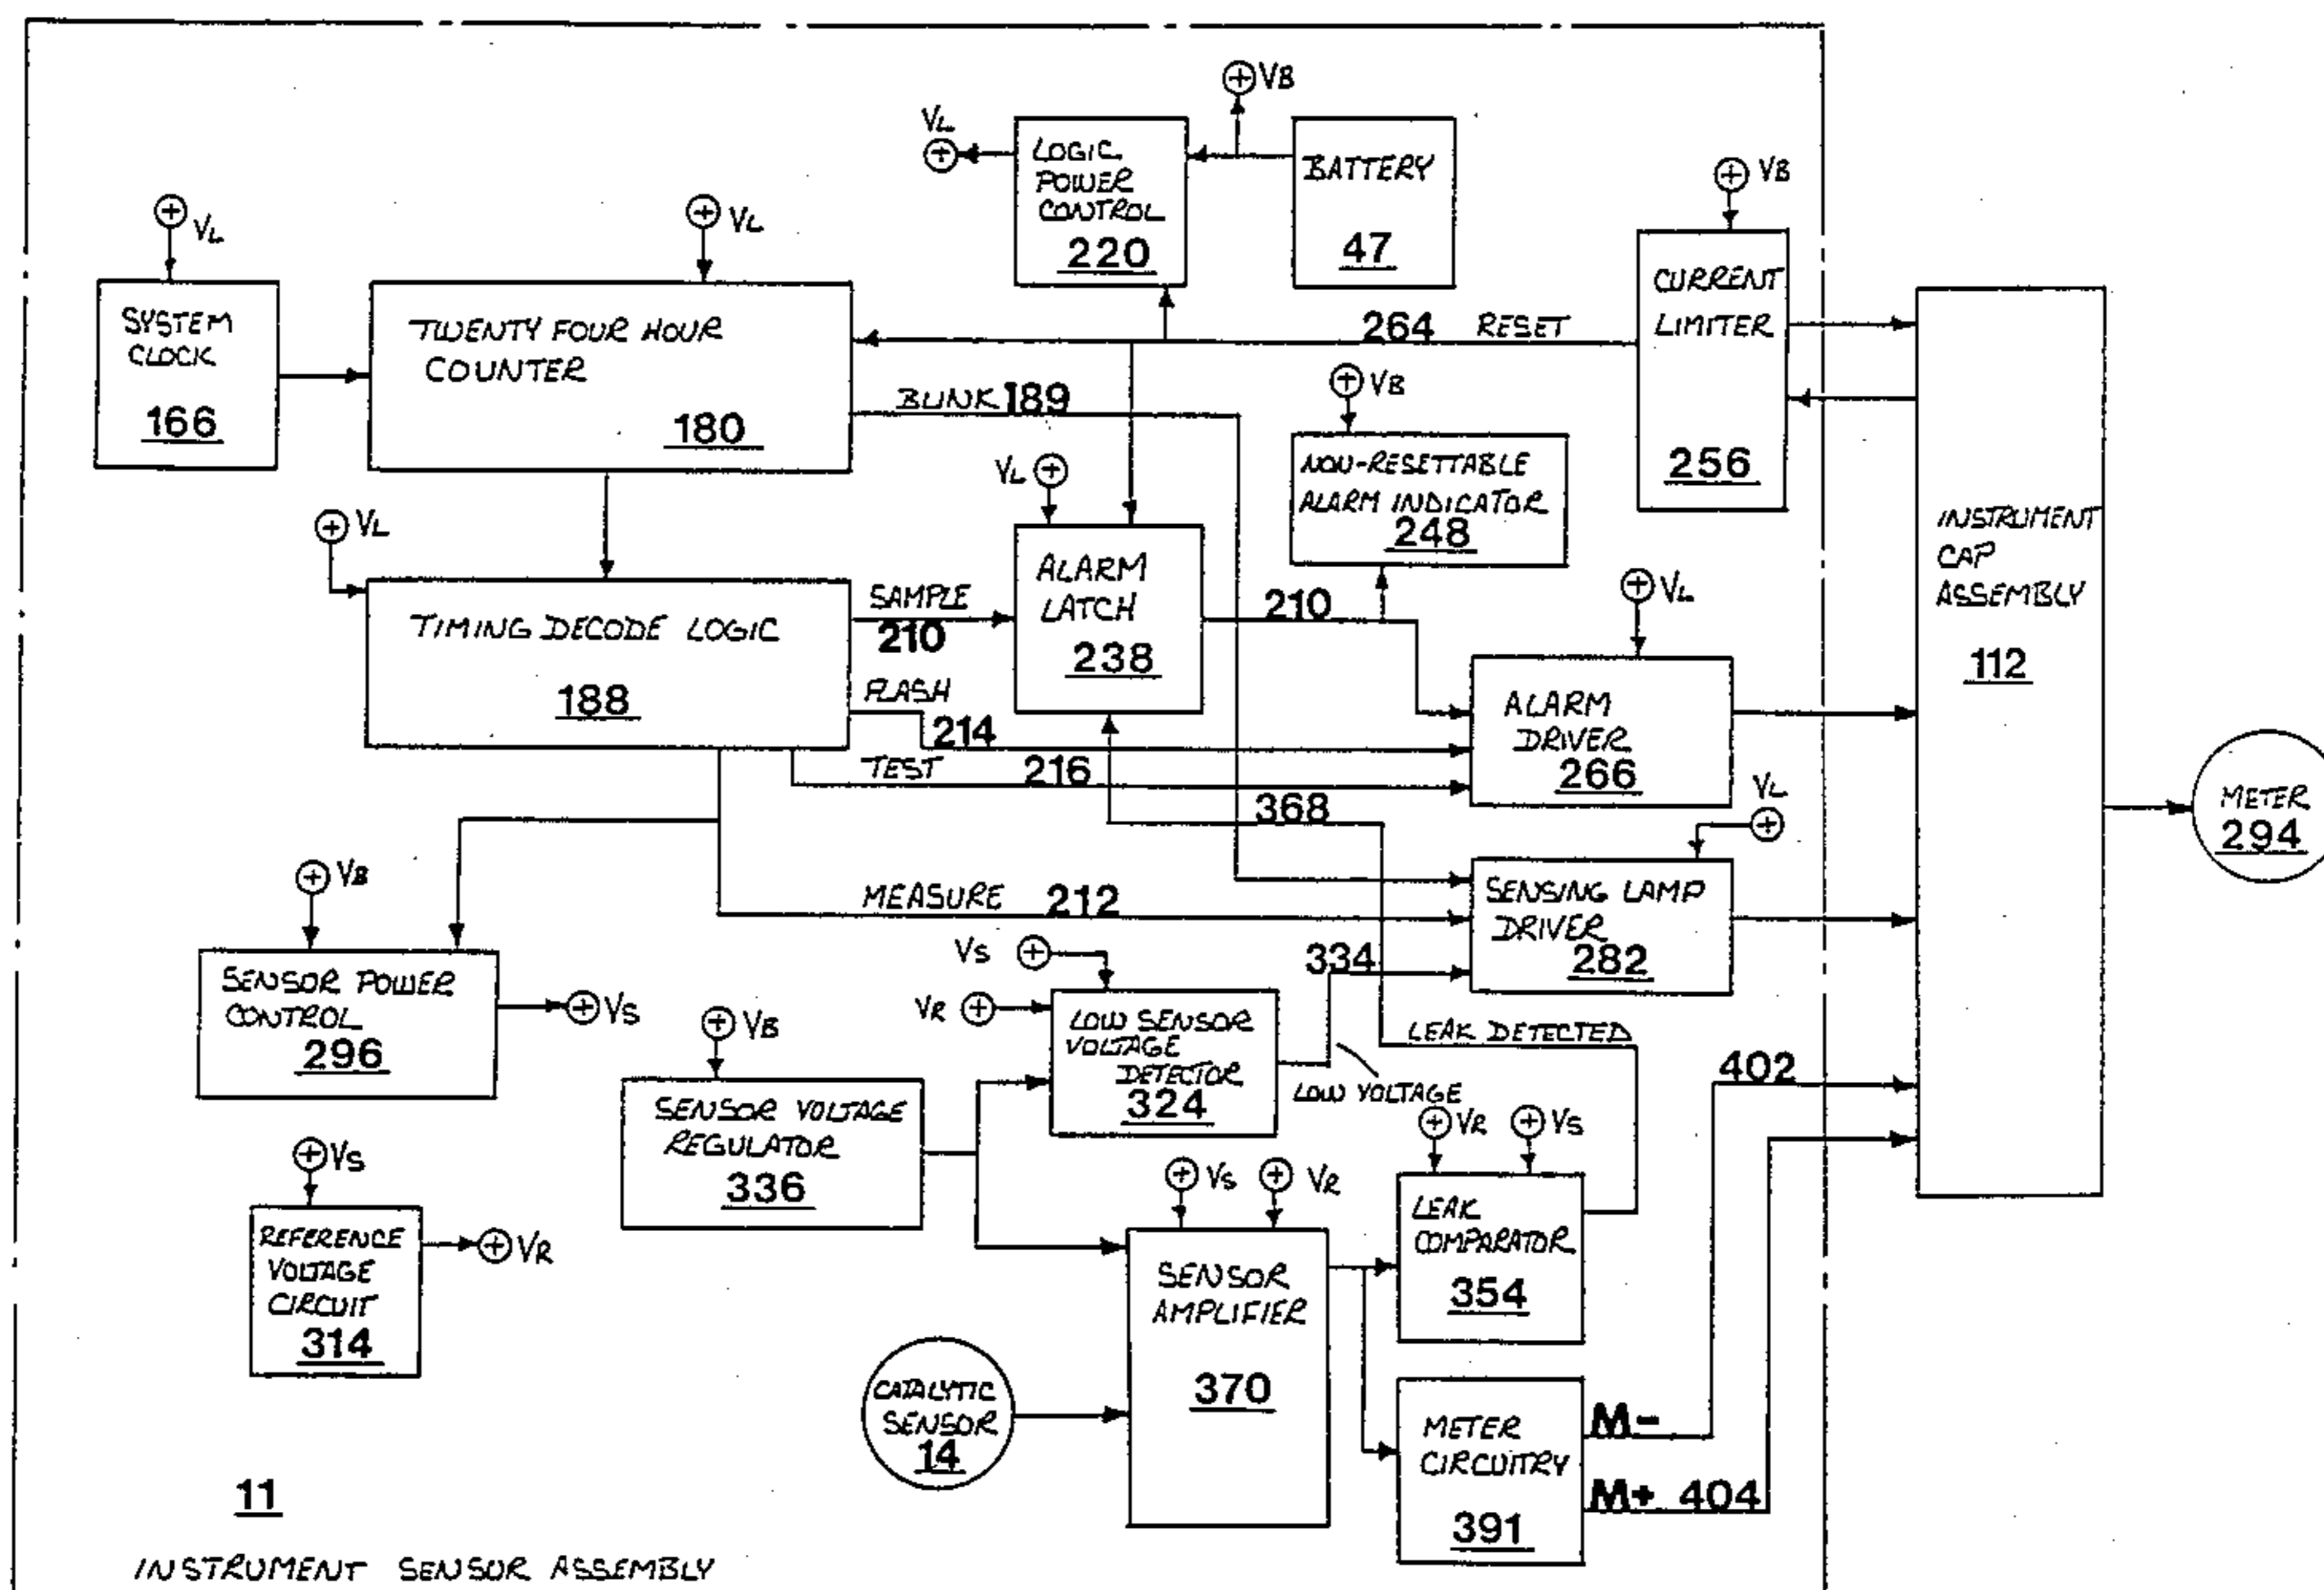 VB
VL
LOGIC
POWER
CONTROL
220
BATTERY
47
VB
VL
VL
SYSTEM
CLOCK
166
TWENTY FOUR HOUR
COUNTER
180
264 RESET
CURRENT
LIMITER
256
BLINK 189
VB
NON-RESETTABLE
ALARM INDICATOR
248
VL
VL
TIMING DECODE LOGIC
188
SAMPLE
210
ALARM
LATCH
238
210
VL
INSTRUMENT
CAP
ASSEMBLY
112
FLASH
214
TEST 216
368
ALARM
DRIVER
266
VL
METER
294
MEASURE 212
SENSING LAMP
DRIVER
282
VB
SENSOR POWER
CONTROL
296
VS
VS
VR
LOW SENSOR
VOLTAGE
DETECTOR
324
334
LOW VOLTAGE
LEAK DETECTED
402
VB
SENSOR VOLTAGE
REGULATOR
336
VS
REFERENCE
VOLTAGE
CIRCUIT
314
VR
VS
VR
SENSOR
AMPLIFIER
370
VR
VS
LEAK
COMPARATOR
354
CATALYTIC
SENSOR
14
METER
CIRCUITRY
391
M-
M+ 404
11
INSTRUMENT SENSOR ASSEMBLY